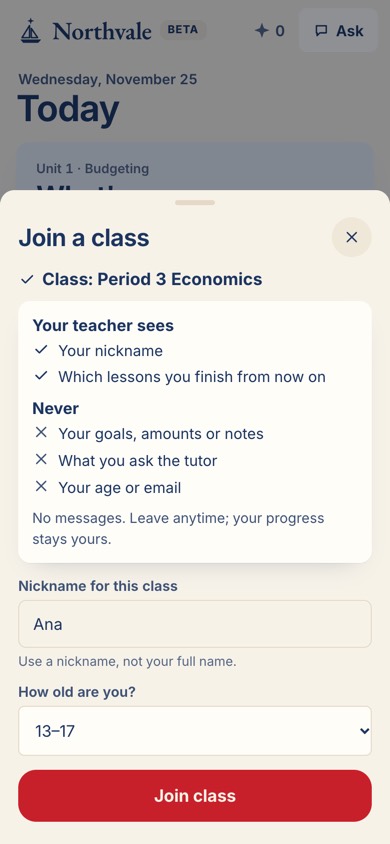 Northvale BETA 0 Ask
Wednesday, November 25
Today
Unit 1 · Budgeting
Join a class
Class: Period 3 Economics
Your teacher sees
Your nickname
Which lessons you finish from now on
Never
Your goals, amounts or notes
What you ask the tutor
Your age or email
No messages. Leave anytime; your progress
stays yours.
Nickname for this class
Ana
Use a nickname, not your full name.
How old are you?
13–17
Join class